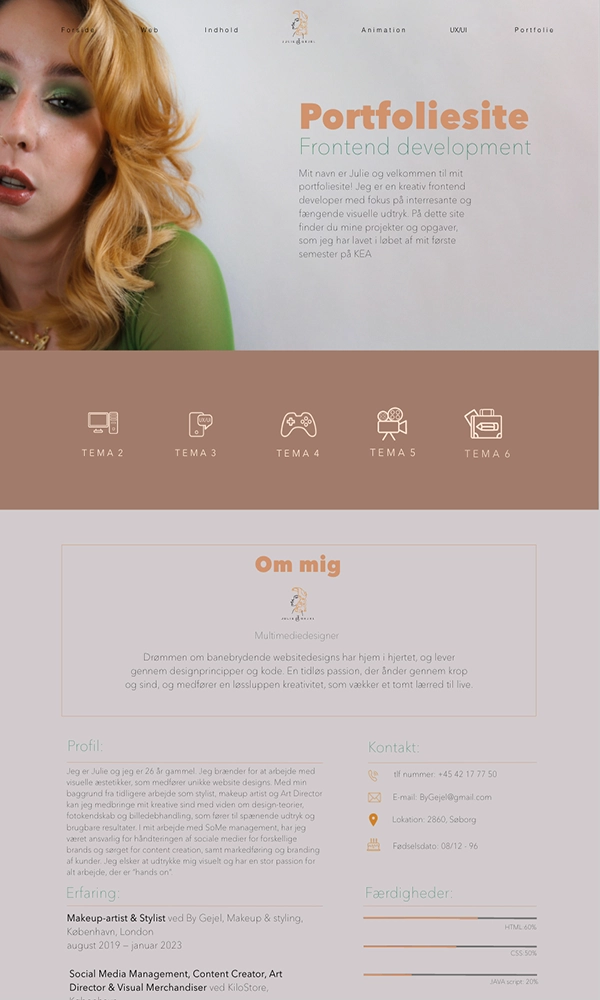 Forside Web Indhold Animation UX/UI Portfolie
Portfoliesite
Frontend development
Mit navn er Julie og velkommen til mit
portfoliesite! Jeg er en kreativ frontend
developer med fokus på interresante og
fængende visuelle udtryk. På dette site
finder du mine projekter og opgaver,
som jeg har lavet i løbet af mit første
semester på KEA
UX/UI
TEMA 2 TEMA 3 TEMA 4 TEMA 5 TEMA 6
Om mig
Multimediedesigner
Drømmen om banebrydende websitedesigns har hjem i hjertet, og lever
gennem designprincipper og kode. En tidløs passion, der ånder gennem krop
og sind, og medfører en løssluppen kreativitet, som vækker et tomt lærred til live.
Profil:
Jeg er Julie og jeg er 26 år gammel. Jeg brænder for at arbejde med
visuelle æstetikker, som medfører unikke website designs. Med min
baggrund fra tidligere arbejde som stylist, makeup artist og Art Director
kan jeg medbringe mit kreative sind med viden om design-teorier,
fotokendskab og billedebhandling, som fører til spænende udtryk og
brugbare resultater. I mit arbejde med SoMe management, har jeg
været ansvarlig for håndteringen af sociale medier for forskellige
brands og sørget for content creation, samt markedføring og branding
af kunder. Jeg elsker at udtrykke mig visuelt og har en stor passion for
alt arbejde, der er "hands on".
Kontakt:
tlf nummer: +45 42 17 77 50
E-mail: ByGejel@gmail.com
Lokation: 2860, Søborg
Fødselsdato: 08/12 - 96
Erfaring:
Makeup-artist & Stylist ved By Gejel, Makeup & styling,
København, London
august 2019 – januar 2023
Social Media Management, Content Creator, Art
Director & Visual Merchandiser ved KiloStore,
Færdigheder:
HTML 60%
CSS 50%
JAVA script: 20%